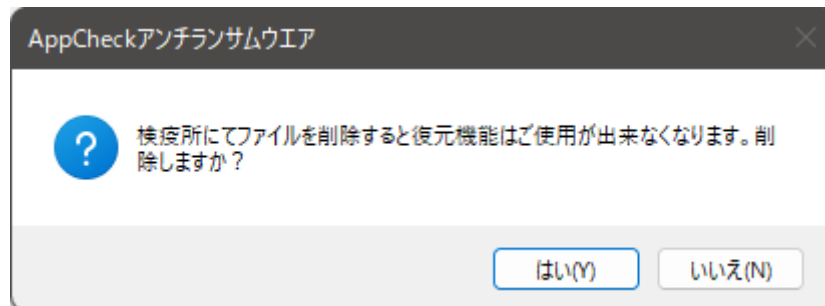 AppCheckアンチランサムウエア
検疫所にてファイルを削除すると復元機能はご使用が出来なくなります。削
除しますか？
はい(Y)
いいえ(N)